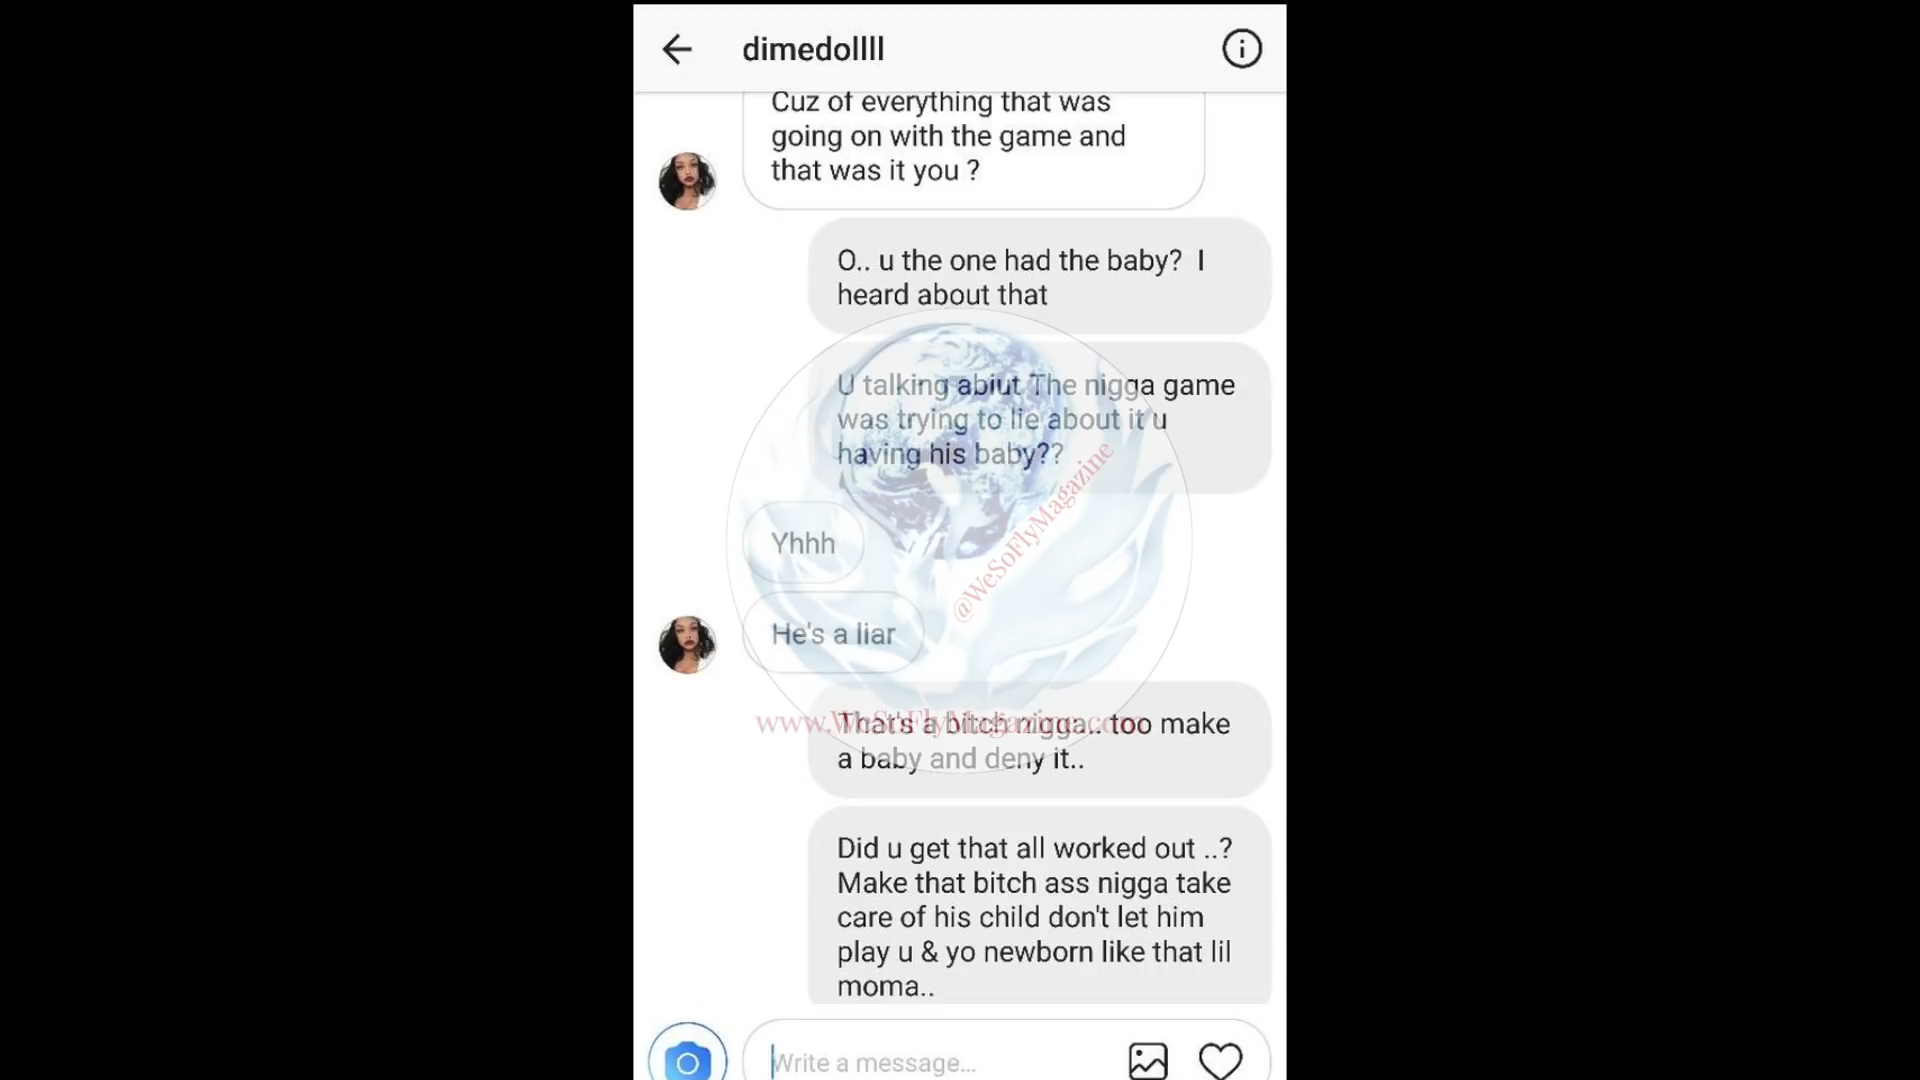 dimedollll
Cuz of everything that was
going on with the game and
that was it you ?
O.. u the one had the baby? I
heard about that
U talking abiut The nigga game
was trying to lie about it u
having his baby??
Yhhh
@WeSoFlyMagazine
He's a liar
www.WeSoFlyMagazine.com
That's a bitch nigga.. too make
a baby and deny it..
Did u get that all worked out ..?
Make that bitch ass nigga take
care of his child don't let him
play u & yo newborn like that lil
moma..
Write a message...